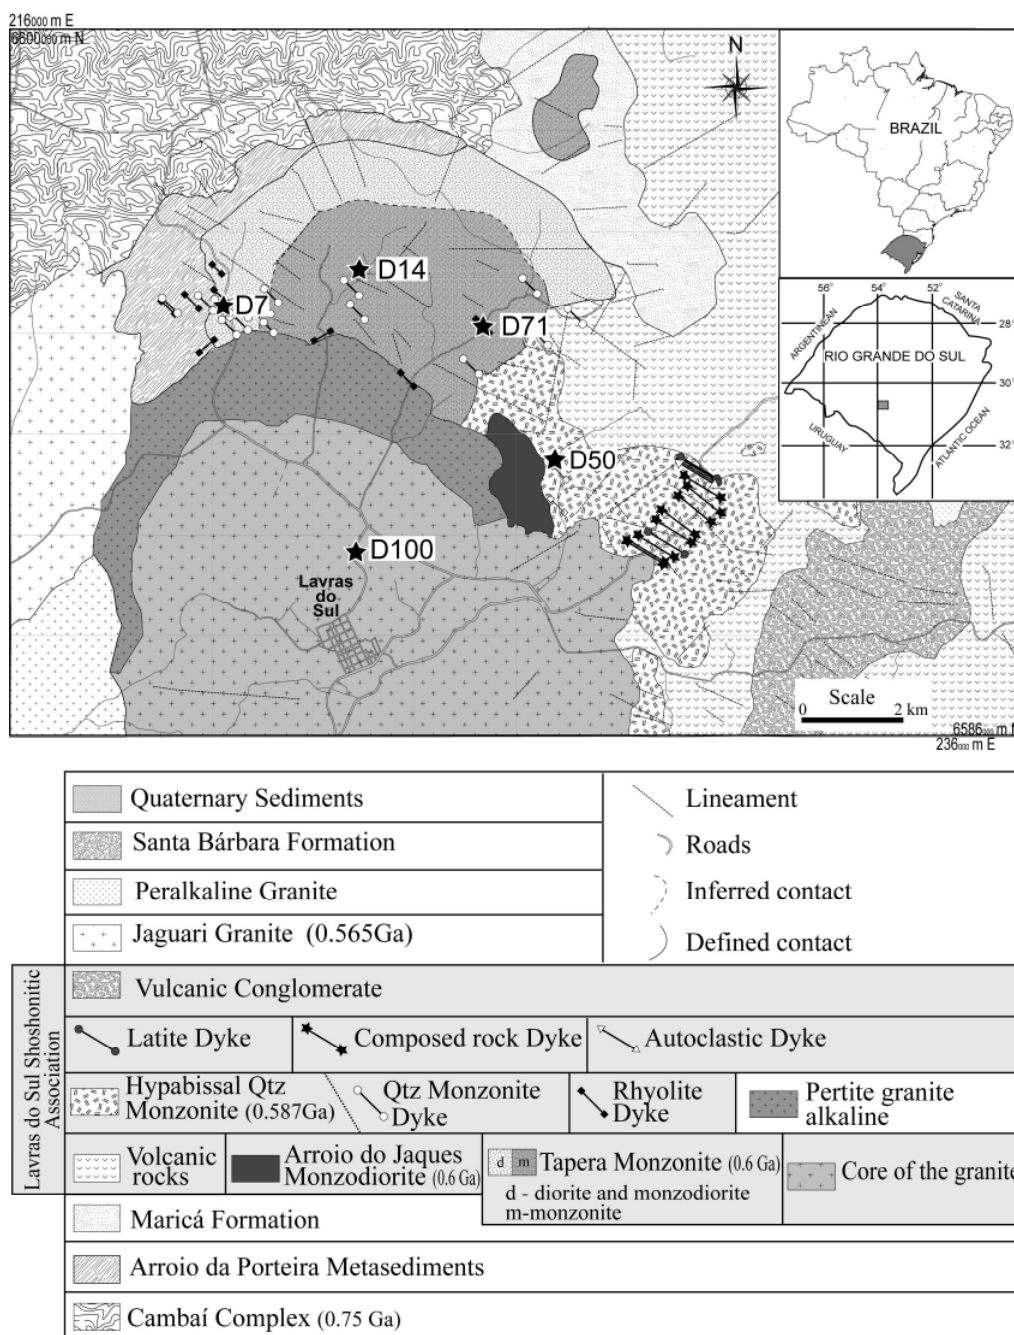 216000 m E
6600000 m N
N
BRAZIL
D14
D7
D71
D50
D100
Lavras
do
Sul
56°
54°
52°
SANTA
CATARINA
ARGENTINEAN
28°
RIO GRANDE DO SUL
30°
URUGUAY
ATLANTIC OCEAN
32°
Scale
0 2 km
6586000 m N
236000 m E
Quaternary Sediments
Lineament
Santa Bárbara Formation
Roads
Peralkaline Granite
Inferred contact
Jaguari Granite (0.565Ga)
Defined contact
Lavras do Sul Shoshonitic
Association
Vulcanic Conglomerate
Latite Dyke
Composed rock Dyke
Autoclastic Dyke
Hypabissal Qtz
Monzonite (0.587Ga)
Qtz Monzonite
Dyke
Rhyolite
Dyke
Pertite granite
alkaline
Volcanic
rocks
Arroio do Jaques
Monzodiorite (0.6 Ga)
d m
Tapera Monzonite (0.6 Ga)
d - diorite and monzodiorite
m-monzonite
Core of the granite
Maricá Formation
Arroio da Porteira Metasediments
Cambaí Complex (0.75 Ga)